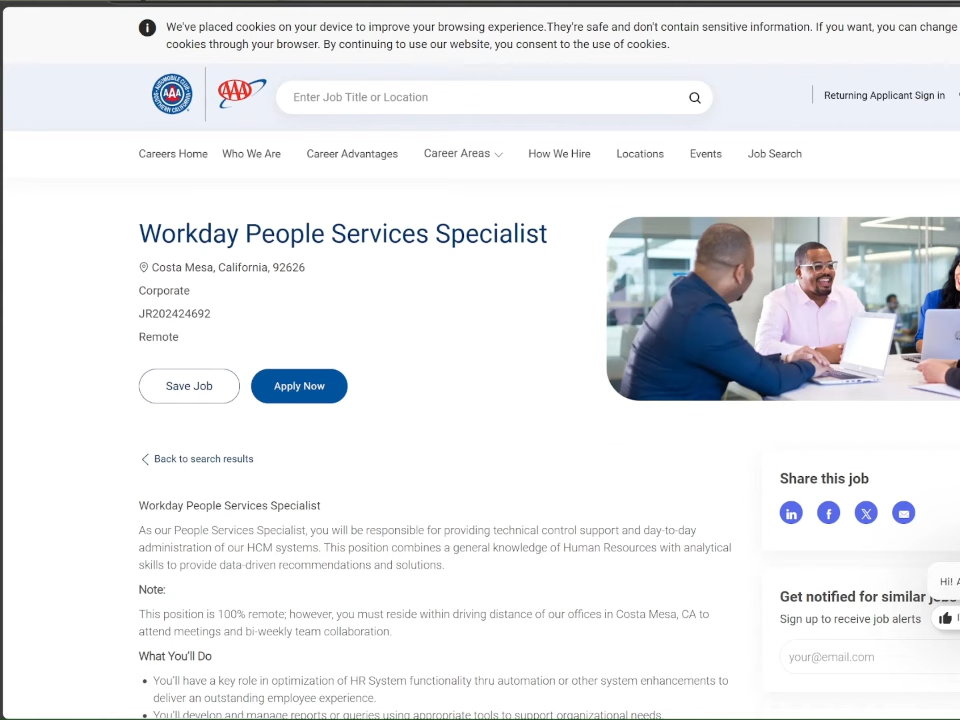 We've placed cookies on your device to improve your browsing experience.They're safe and don't contain sensitive information. If you want, you can change
cookies through your browser. By continuing to use our website, you consent to the use of cookies.
AAA
AAA
Enter Job Title or Location
Returning Applicant Sign in
Careers Home Who We Are Career Advantages Career Areas How We Hire Locations Events Job Search
Workday People Services Specialist
Costa Mesa, California, 92626
Corporate
JR202424692
Remote
Save Job Apply Now
Back to search results
Workday People Services Specialist
As our People Services Specialist, you will be responsible for providing technical control support and day-to-day
administration of our HCM systems. This position combines a general knowledge of Human Resources with analytical
skills to provide data-driven recommendations and solutions.
Note:
This position is 100% remote; however, you must reside within driving distance of our offices in Costa Mesa, CA to
attend meetings and bi-weekly team collaboration.
What You'll Do
You'll have a key role in optimization of HR System functionality thru automation or other system enhancements to
deliver an outstanding employee experience.
You'll develop and manage reports or queries using appropriate tools to support organizational needs.
Share this job
Hi!
Get notified for similar jobs
Sign up to receive job alerts
your@email.com